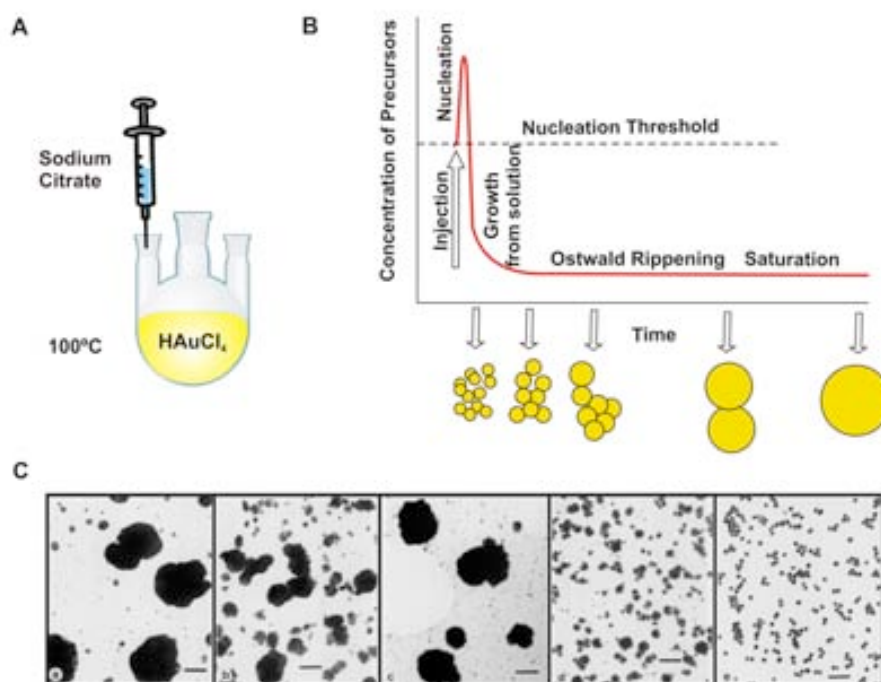 A
Sodium
Citrate
100ºC
HAuCl₄
B
Concentration of Precursors
Nucleation
Injection
Growth
from solution
Nucleation Threshold
Ostwald Rippening
Saturation
Time
C
a
b
c